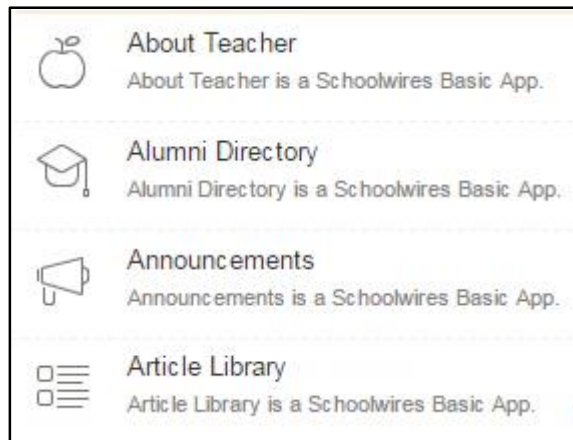 About Teacher
About Teacher is a Schoolwires Basic App.
Alumni Directory
Alumni Directory is a Schoolwires Basic App.
Announcements
Announcements is a Schoolwires Basic App.
Article Library
Article Library is a Schoolwires Basic App.